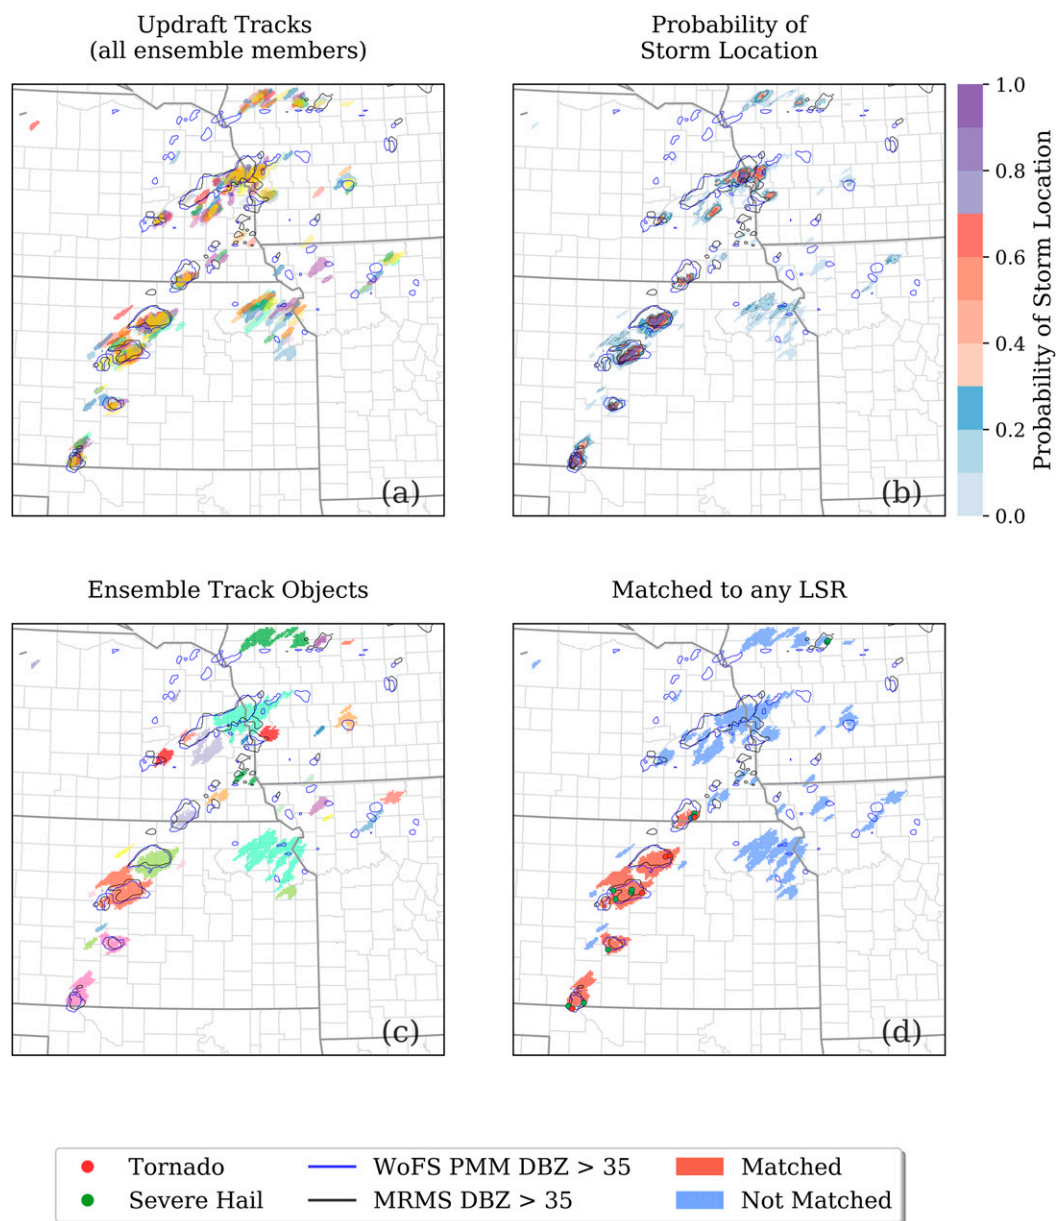 Updraft Tracks
(all ensemble members)
Probability of
Storm Location
(a)
(b)
1.0
0.8
0.6
0.4
0.2
0.0
Probability of Storm Location
Ensemble Track Objects
Matched to any LSR
(c)
(d)
Tornado
WoFS PMM DBZ > 35
Matched
Severe Hail
MRMS DBZ > 35
Not Matched